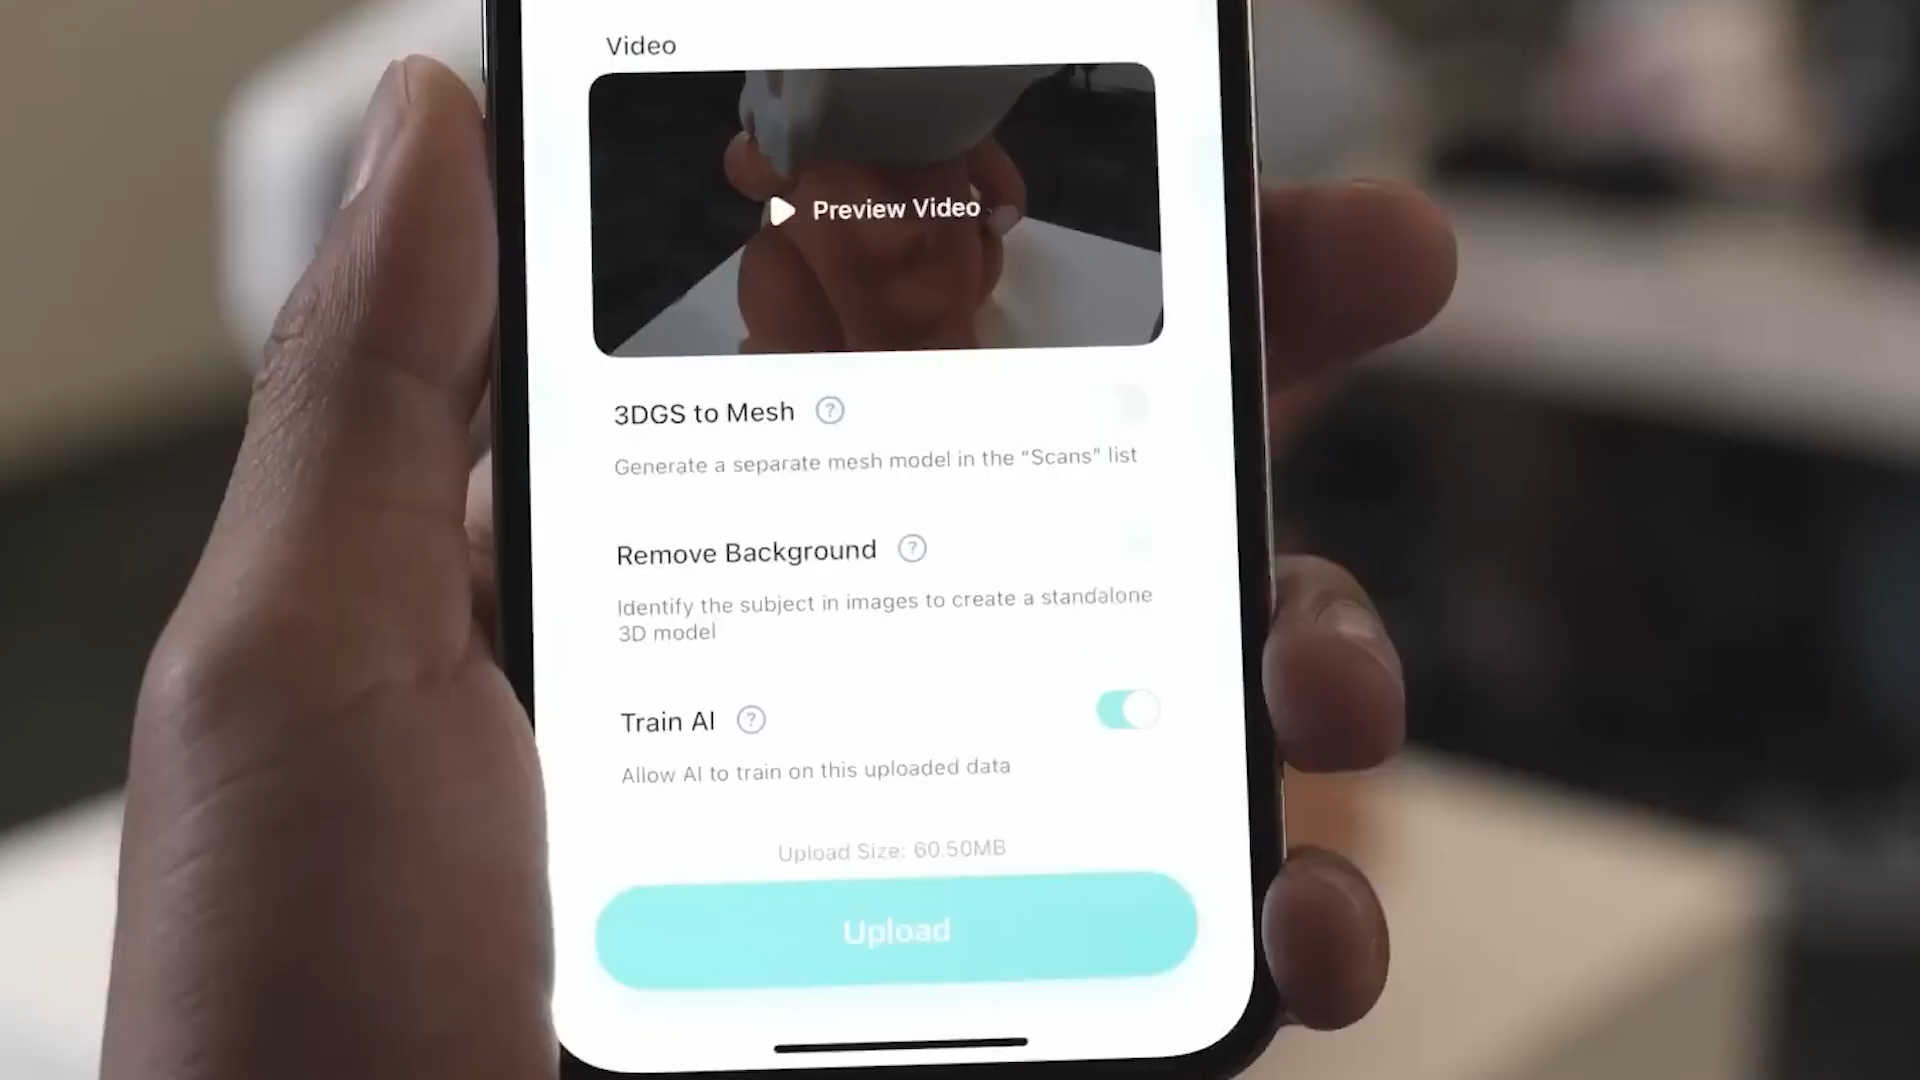 Video
Preview Video
3DGS to Mesh ?
Generate a separate mesh model in the “Scans” list
Remove Background ?
Identify the subject in images to create a standalone
3D model
Train AI ?
Allow AI to train on this uploaded data
Upload Size: 60.50MB
Upload